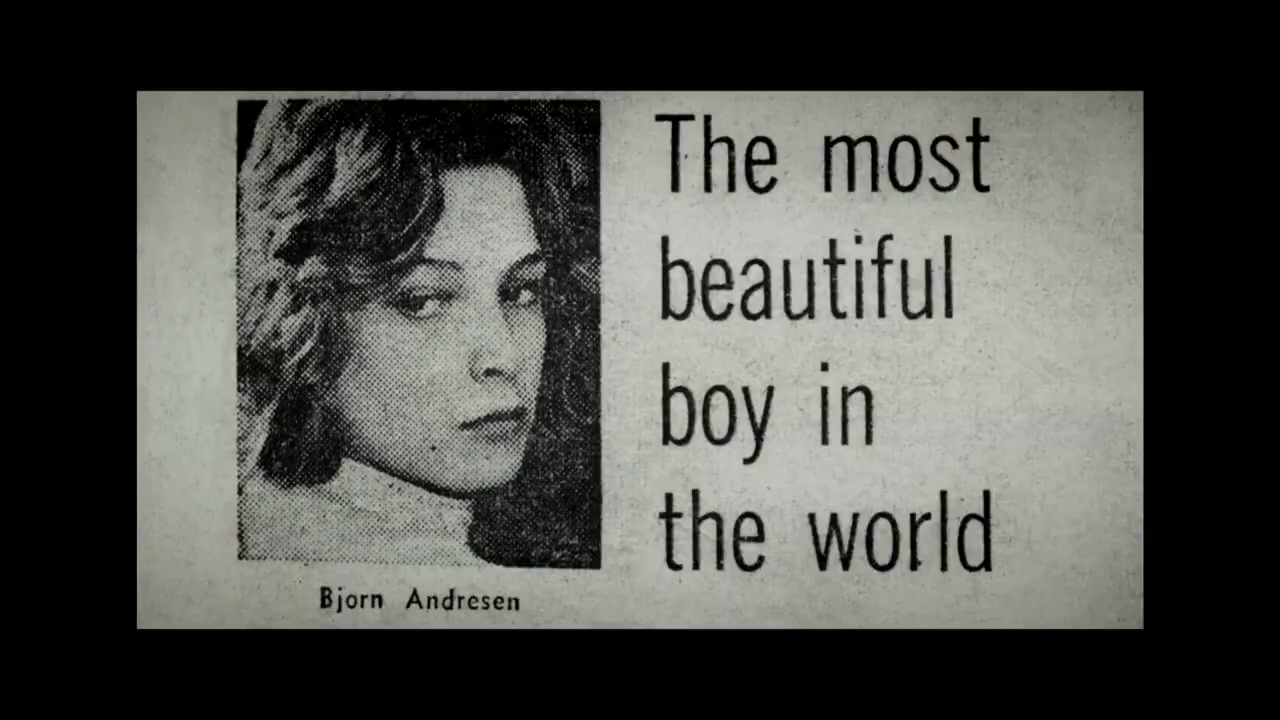 The most
beautiful
boy in
the world
Bjorn Andresen